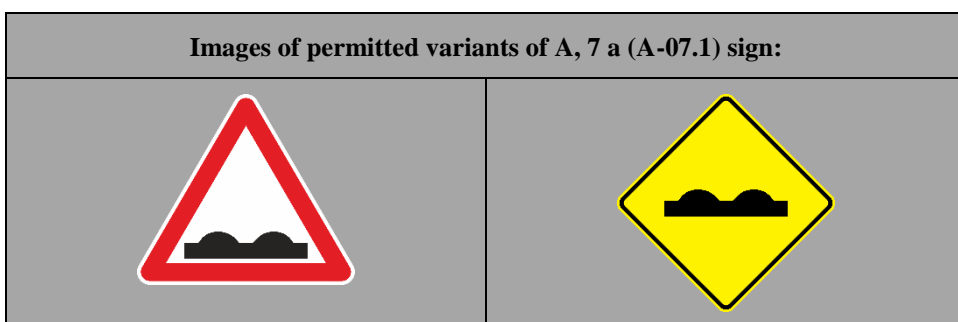 Images of permitted variants of A, 7 a (A-07.1) sign: